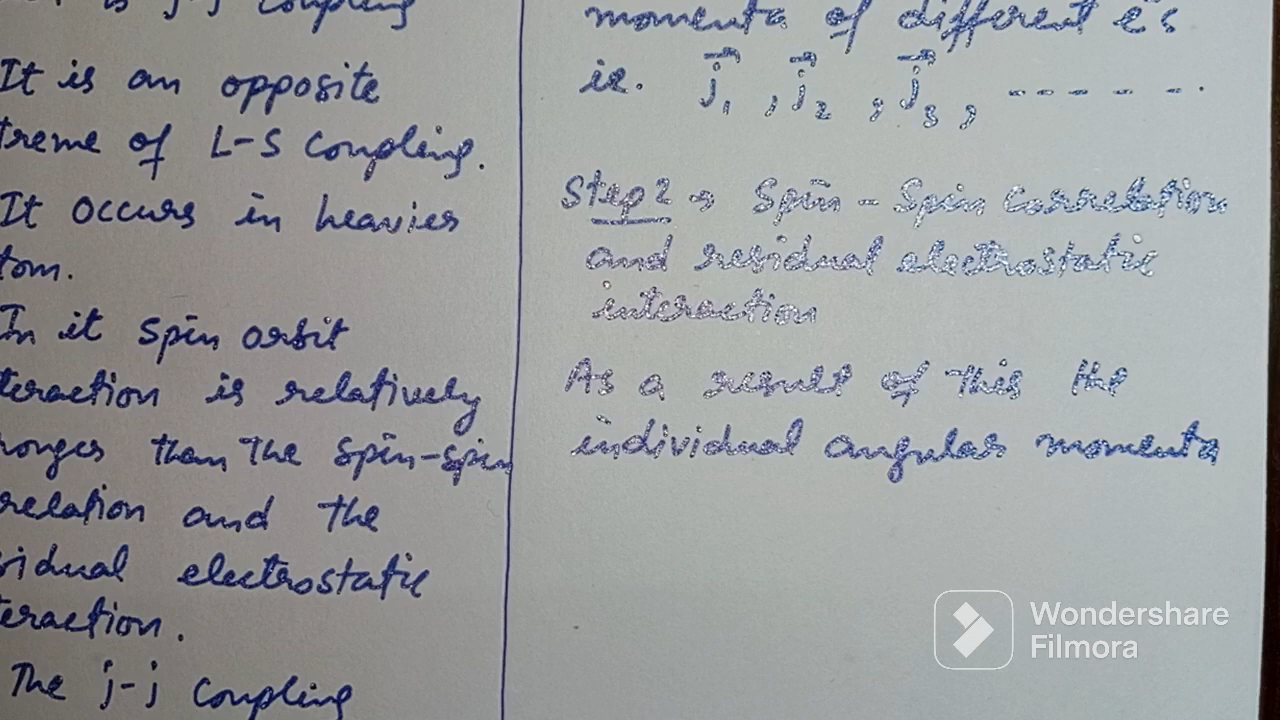 is j-j coupling
It is an opposite
treme of L-S coupling.
It occurs in heavier
tom.
In it spin orbit
teraction is relatively
ronger than the spin-spin
relation and the
sidual electrostatic
teraction.
The j-j coupling
momenta of different e's
ie. j₁, j₂, j₃, ------.
Step 2 → Spin-Spin correlation
and residual electrostatic
interaction
As a result of this the
individual angular momenta
Wondershare
Filmora